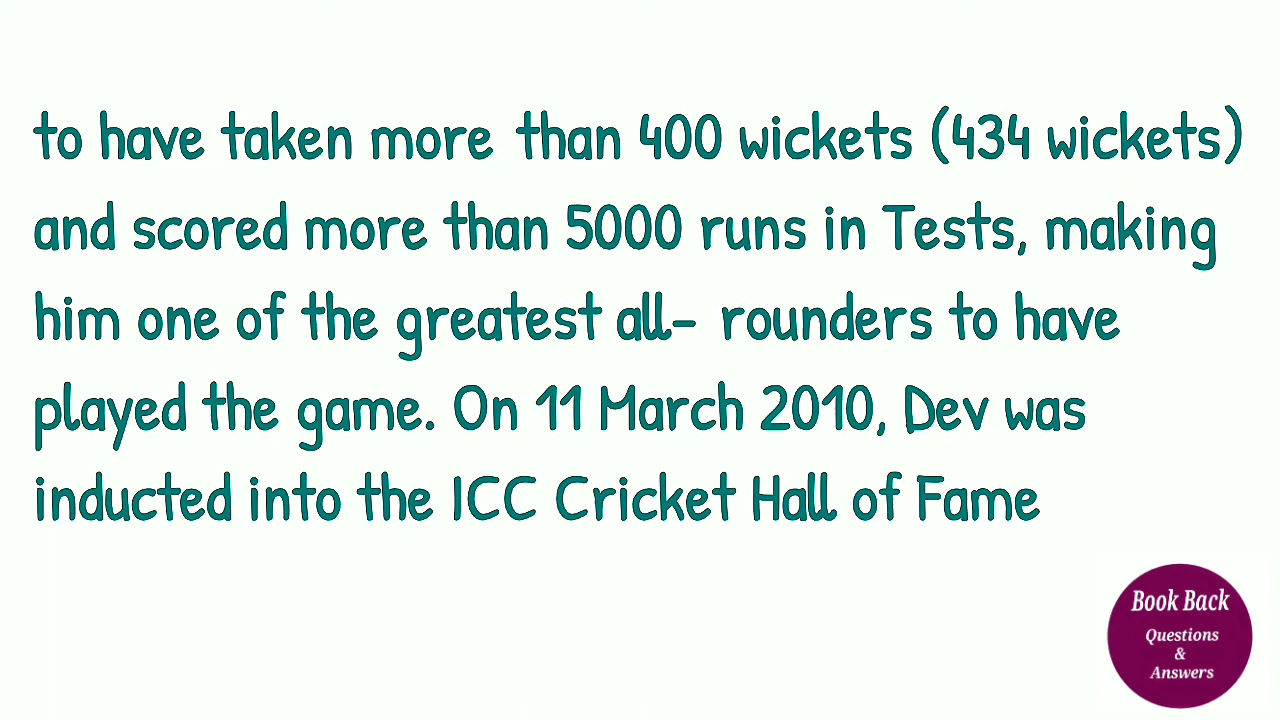 to have taken more than 400 wickets (434 wickets)
and scored more than 5000 runs in Tests, making
him one of the greatest all- rounders to have
played the game. On 11 March 2010, Dev was
inducted into the ICC Cricket Hall of Fame
Book Back
Questions
&
Answers